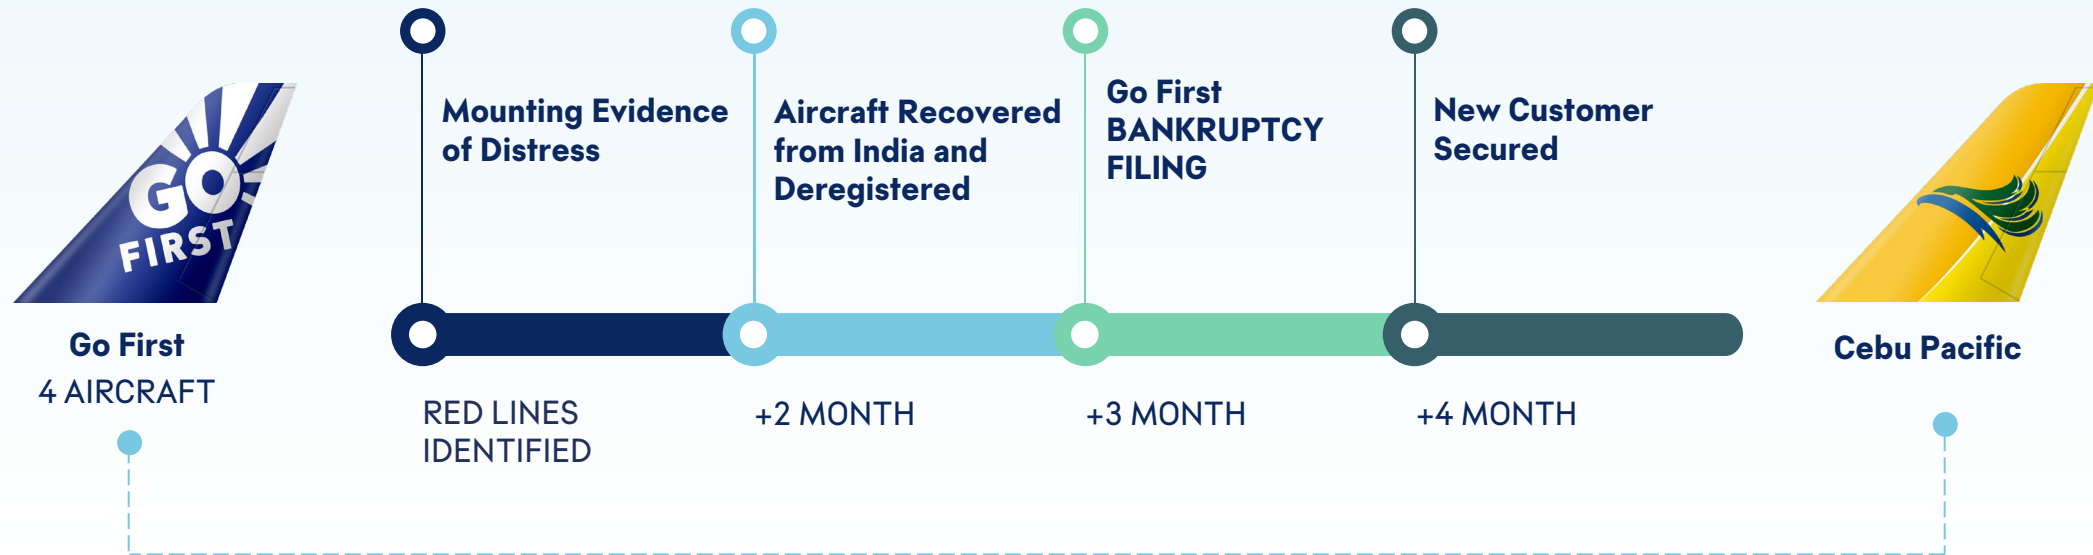 GO
FIRST
Go First
4 AIRCRAFT
Mounting Evidence
of Distress
RED LINES
IDENTIFIED
Aircraft Recovered
from India and
Deregistered
+2 MONTH
Go First
BANKRUPTCY
FILING
+3 MONTH
New Customer
Secured
+4 MONTH
Cebu Pacific